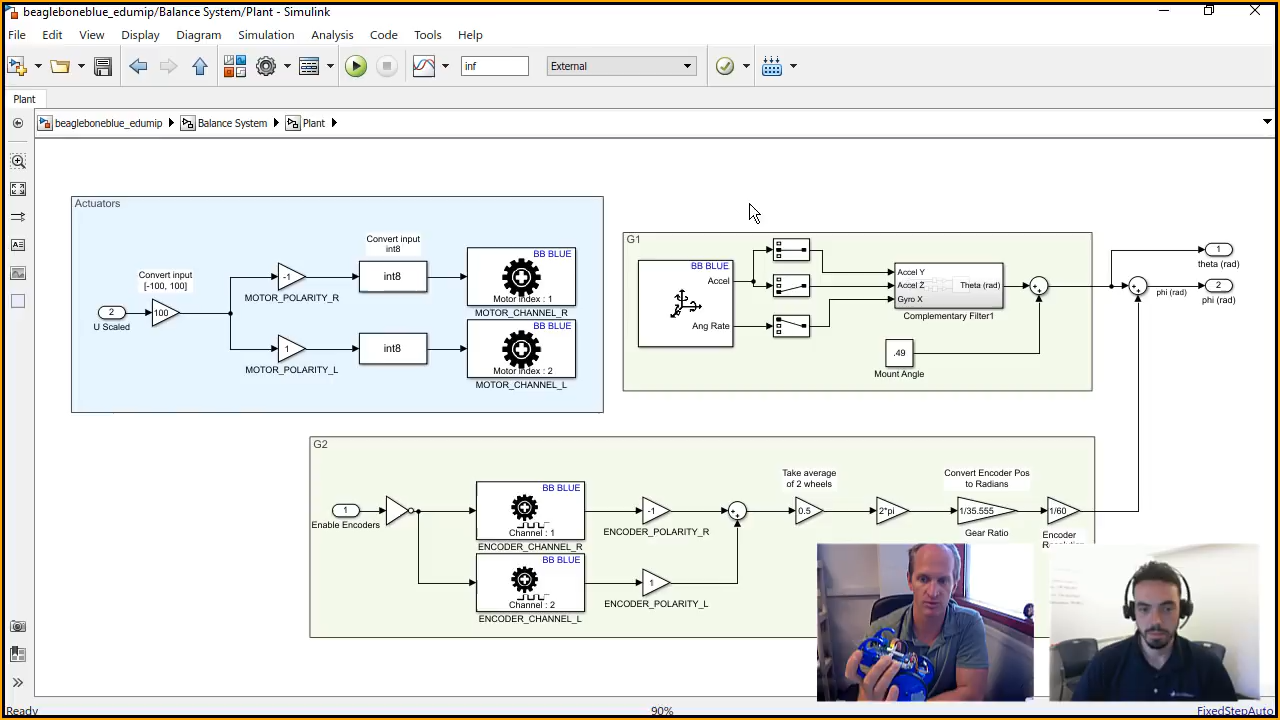 beagleboneblue_edumip/Balance System/Plant - Simulink
File Edit View Display Diagram Simulation Analysis Code Tools Help
inf
External
Plant
beagleboneblue_edumip
Balance System
Plant
Actuators
Convert input
[-100, 100]
2
U Scaled
100
-1
MOTOR_POLARITY_R
1
MOTOR_POLARITY_L
Convert input
int8
int8
int8
BB BLUE
Motor index : 1
MOTOR_CHANNEL_R
BB BLUE
Motor index : 2
MOTOR_CHANNEL_L
G1
BB BLUE
Accel
Ang Rate
Accel Y
Accel Z
Gyro X
Theta (rad)
Complementary Filter1
.49
Mount Angle
1
theta (rad)
phi (rad)
2
phi (rad)
G2
1
Enable Encoders
BB BLUE
Channel : 1
ENCODER_CHANNEL_R
BB BLUE
Channel : 2
ENCODER_CHANNEL_L
-1
ENCODER_POLARITY_R
1
ENCODER_POLARITY_L
Take average
of 2 wheels
0.5
2*pi
Convert Encoder Pos
to Radians
1/35.555
Gear Ratio
1/60
Encoder
Ready
90%
FixedStepAuto